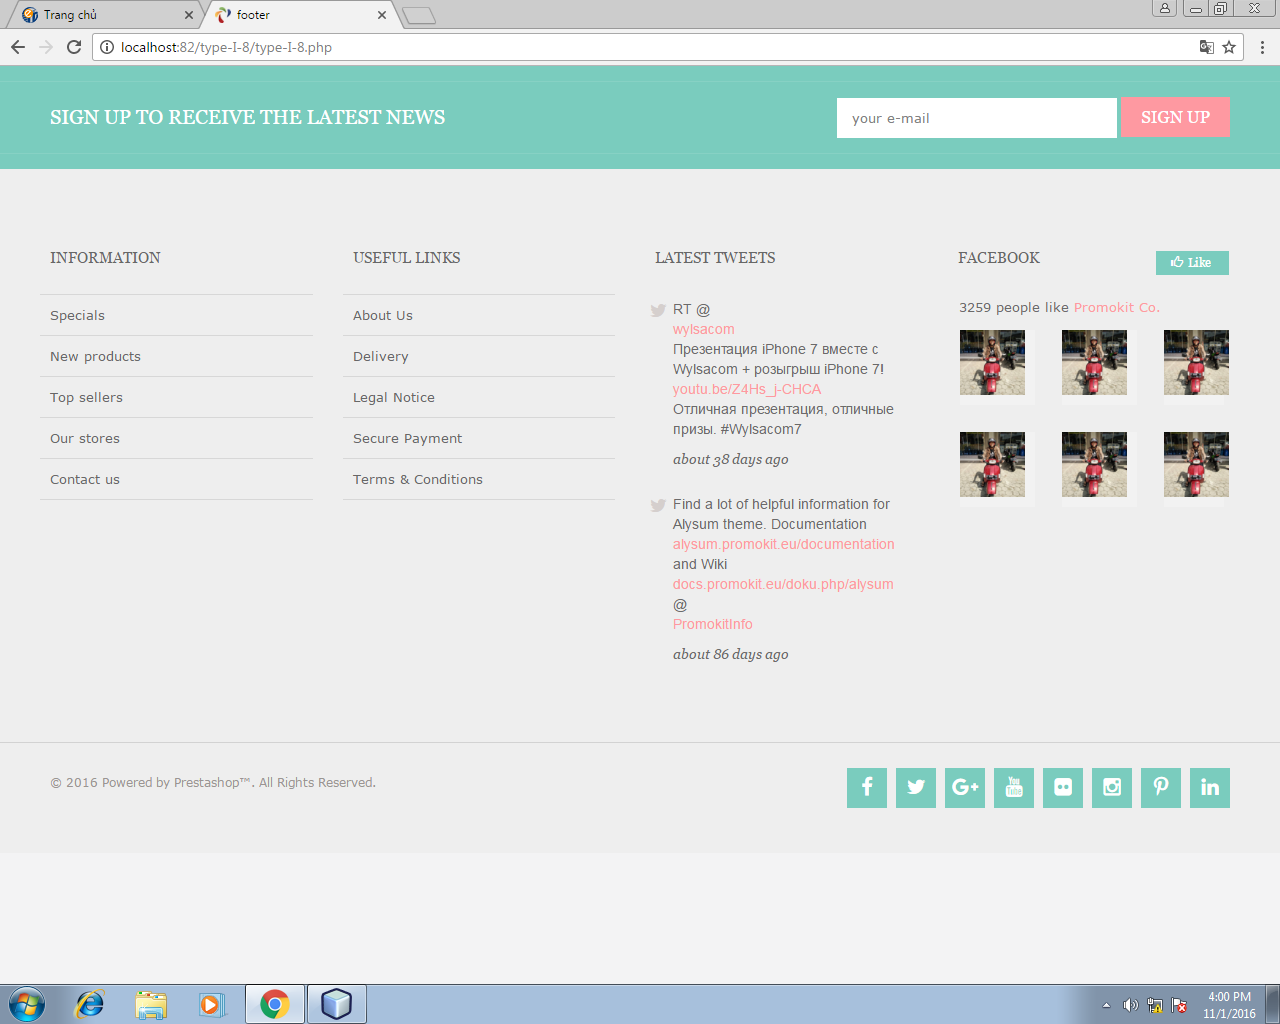 Trang chủ
footer
localhost:82/type-I-8/type-I-8.php
SIGN UP TO RECEIVE THE LATEST NEWS
your e-mail
SIGN UP
INFORMATION
Specials
New products
Top sellers
Our stores
Contact us
USEFUL LINKS
About Us
Delivery
Legal Notice
Secure Payment
Terms & Conditions
LATEST TWEETS
RT @
wylsacom
Презентация iPhone 7 вместе с
Wylsacom + розыгрыш iPhone 7!
youtu.be/Z4Hs_j-CHCA
Отличная презентация, отличные
призы. #Wylsacom7
about 38 days ago
Find a lot of helpful information for
Alysum theme. Documentation
alysum.promokit.eu/documentation
and Wiki
docs.promokit.eu/doku.php/alysum
@
PromokitInfo
about 86 days ago
FACEBOOK
Like
3259 people like Promokit Co.
© 2016 Powered by Prestashop™. All Rights Reserved.
You
Tube
4:00 PM
11/1/2016